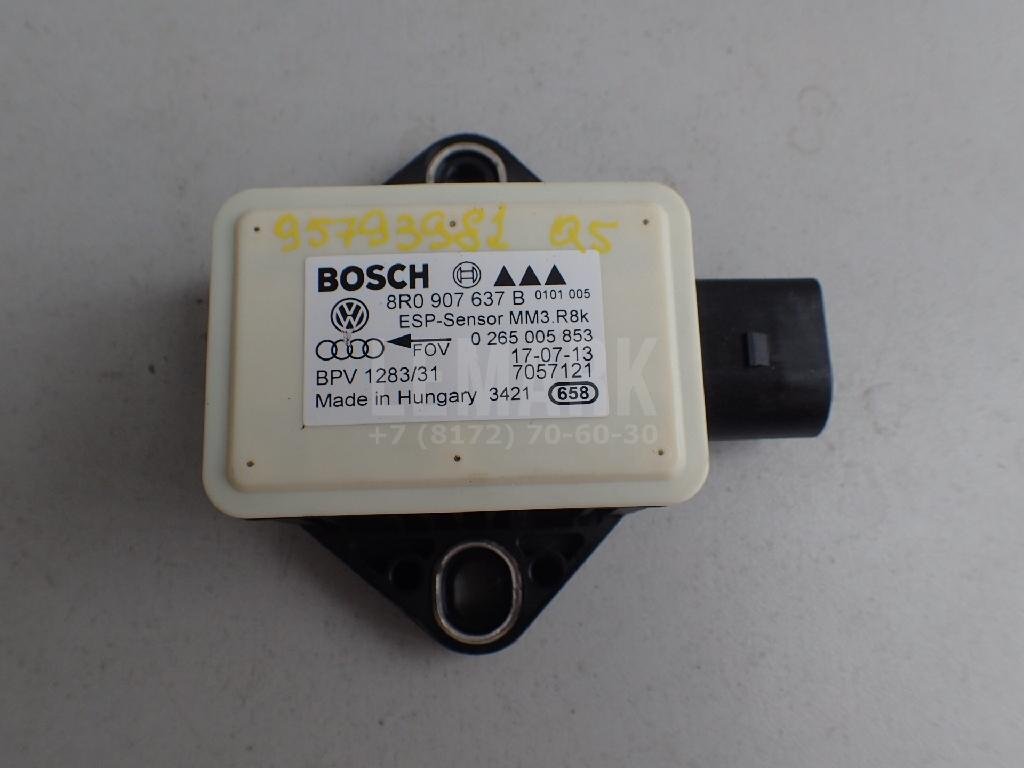 95793981 Q5
BOSCH
8R0 907 637 B 0101 005
ESP-Sensor MM3.R8k
0 265 005 853
FOV 17-07-13
BPV 1283/31 7057121
Made in Hungary 3421 658
LEMARK
+7 (8172) 70-60-30